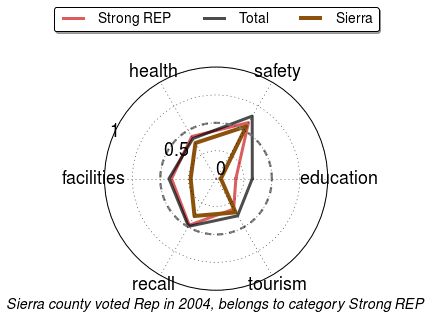 Strong REP Total Sierra
health safety
1
0.5
0
facilities education
recall tourism
Sierra county voted Rep in 2004, belongs to category Strong REP